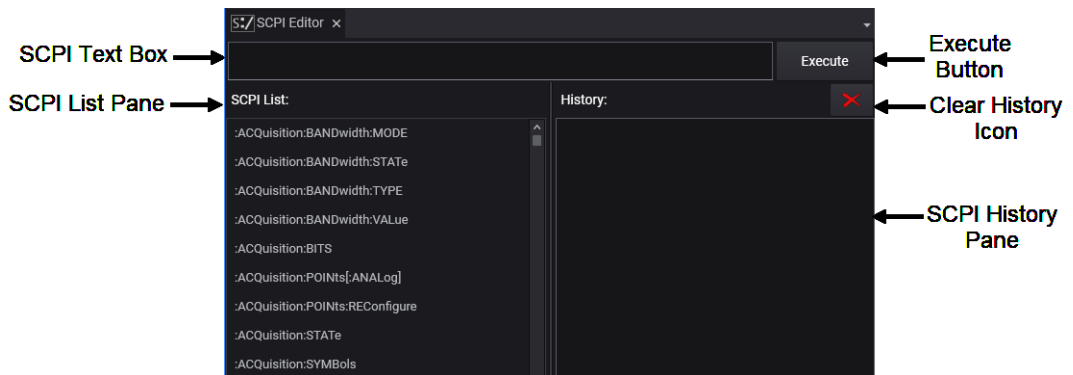 S:/ SCPI Editor ×
SCPI Text Box
Execute
Execute
Button
SCPI List Pane
SCPI List:
History:
Clear History
Icon
:ACQuisition:BANDwidth:MODE
:ACQuisition:BANDwidth:STATe
:ACQuisition:BANDwidth:TYPE
:ACQuisition:BANDwidth:VALue
SCPI History
Pane
:ACQuisition:BITS
:ACQuisition:POINts[:ANALog]
:ACQuisition:POINts:REConfigure
:ACQuisition:STATe
:ACQuisition:SYMBols